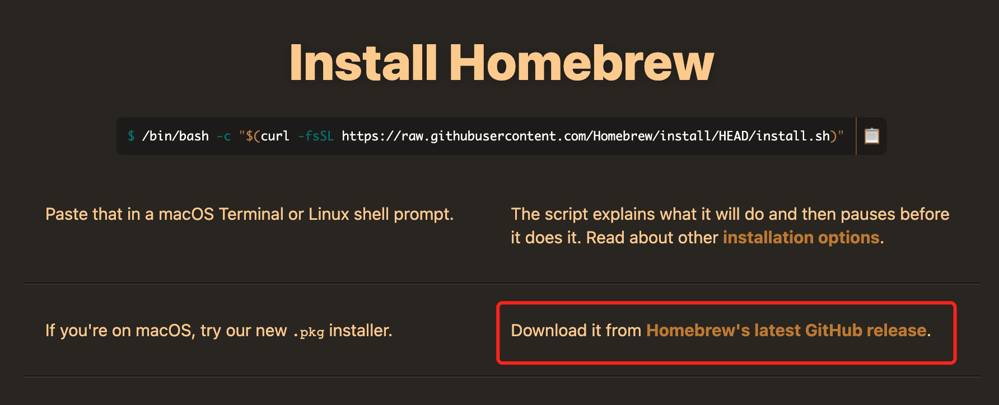 Install Homebrew
$ /bin/bash -c "$(curl -fsSL https://raw.githubusercontent.com/Homebrew/install/HEAD/install.sh)"
Paste that in a macOS Terminal or Linux shell prompt.
The script explains what it will do and then pauses before
it does it. Read about other installation options.
If you're on macOS, try our new .pkg installer.
Download it from Homebrew's latest GitHub release.